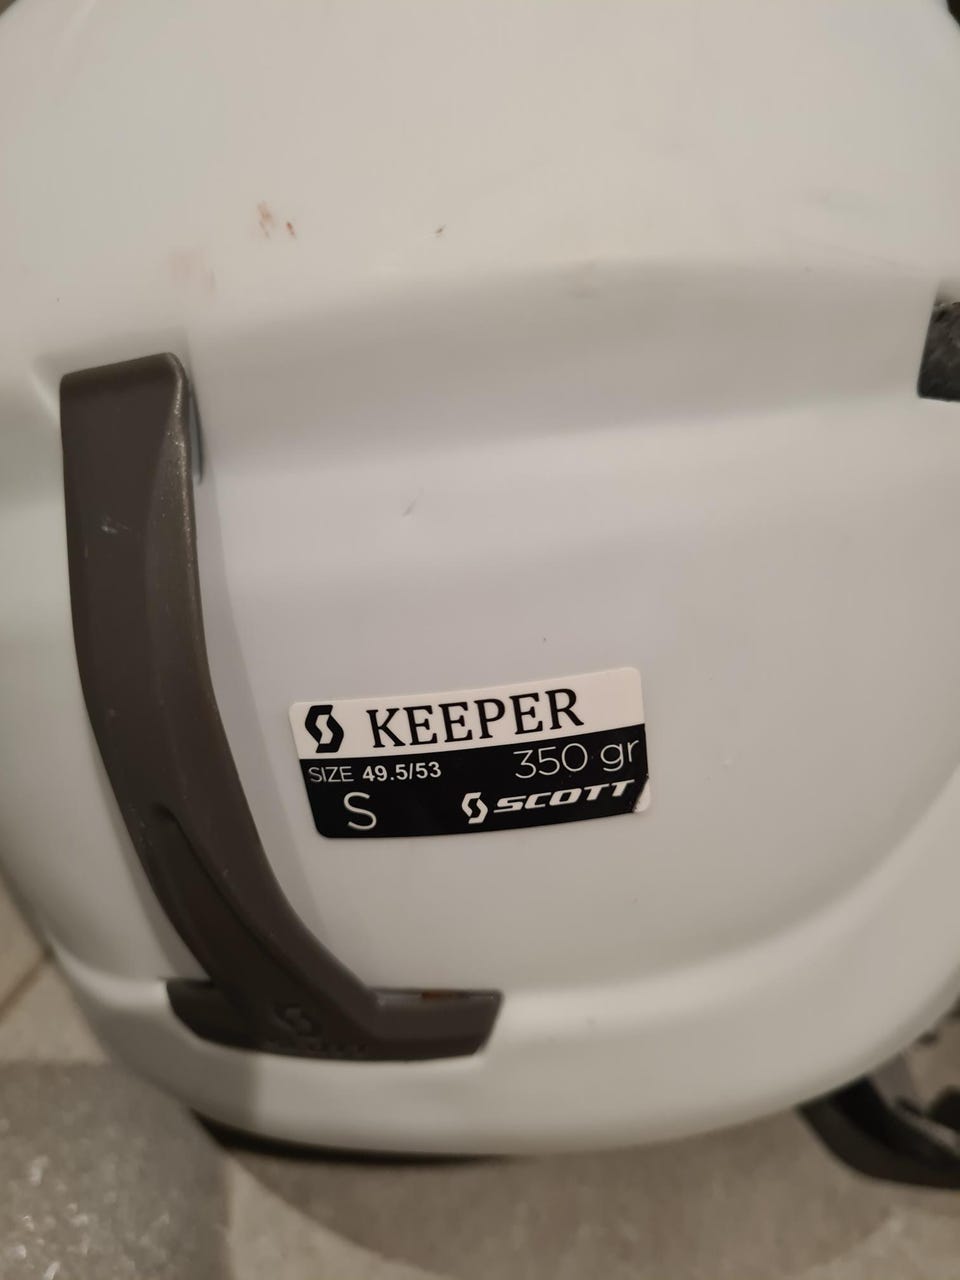 KEEPER
SIZE 49.5/53 350 gr
S SCOTT